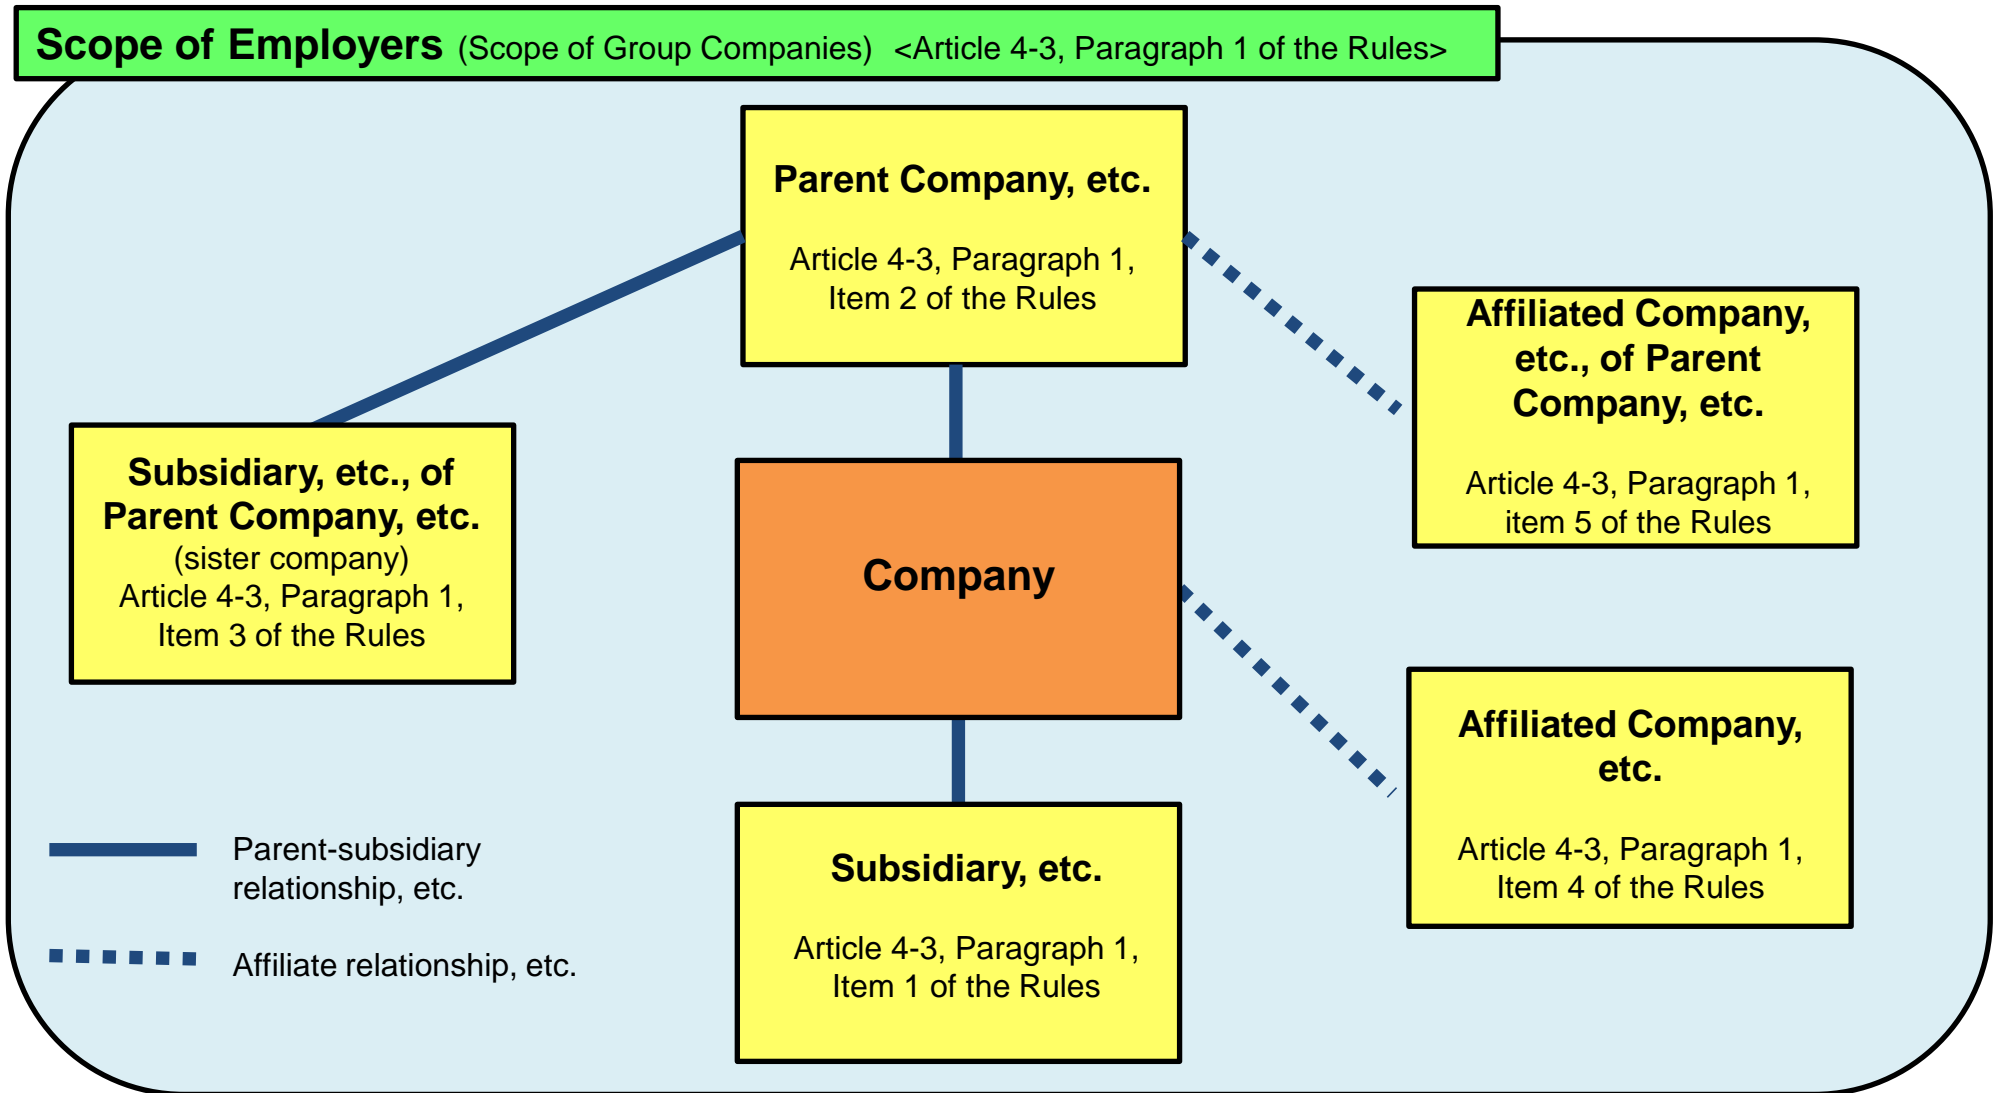 Scope of Employers (Scope of Group Companies) <Article 4-3, Paragraph 1 of the Rules>
Parent Company, etc.
Article 4-3, Paragraph 1,
Item 2 of the Rules
Affiliated Company,
etc., of Parent
Company, etc.
Article 4-3, Paragraph 1,
item 5 of the Rules
Subsidiary, etc., of
Parent Company, etc.
(sister company)
Article 4-3, Paragraph 1,
Item 3 of the Rules
Company
Affiliated Company,
etc.
Article 4-3, Paragraph 1,
Item 4 of the Rules
Subsidiary, etc.
Article 4-3, Paragraph 1,
Item 1 of the Rules
Parent-subsidiary
relationship, etc.
Affiliate relationship, etc.